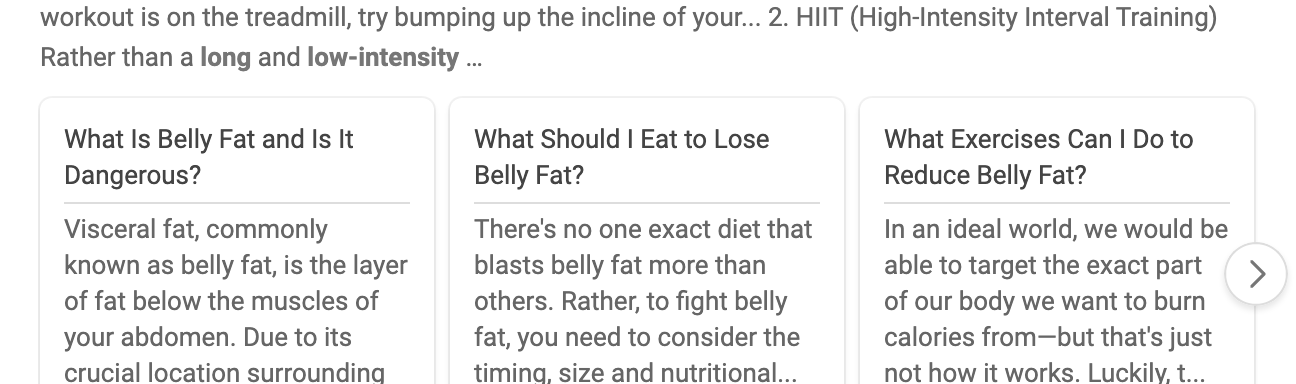 workout is on the treadmill, try bumping up the incline of your... 2. HIIT (High-Intensity Interval Training)
Rather than a long and low-intensity ...
What Is Belly Fat and Is It
Dangerous?
Visceral fat, commonly
known as belly fat, is the layer
of fat below the muscles of
your abdomen. Due to its
crucial location surrounding
What Should I Eat to Lose
Belly Fat?
There's no one exact diet that
blasts belly fat more than
others. Rather, to fight belly
fat, you need to consider the
timing, size and nutritional...
What Exercises Can I Do to
Reduce Belly Fat?
In an ideal world, we would be
able to target the exact part
of our body we want to burn
calories from—but that's just
not how it works. Luckily, t...